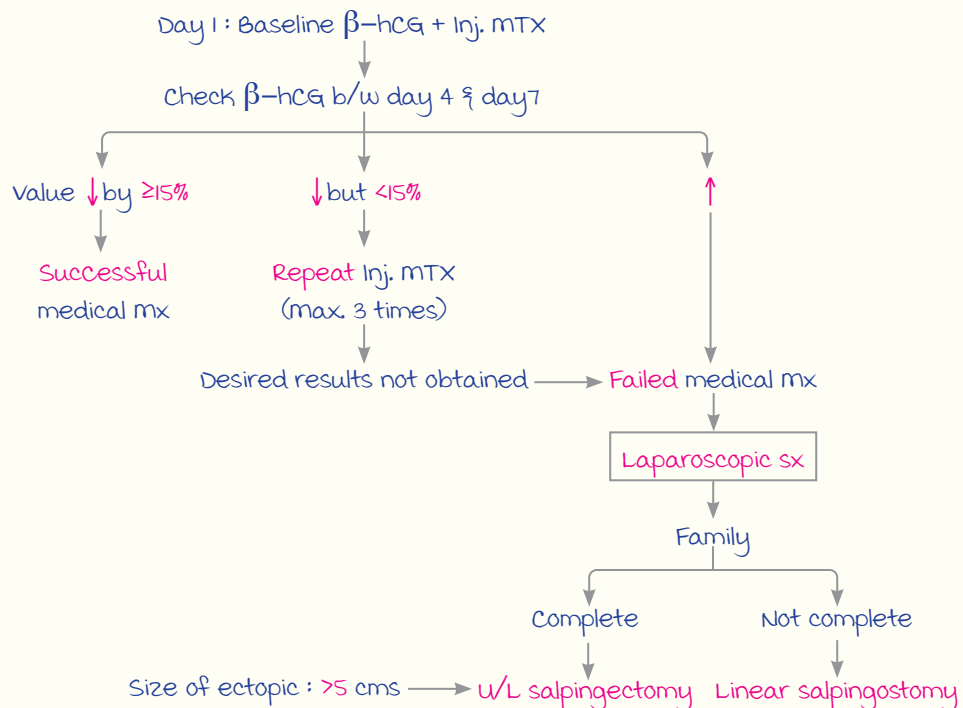 Day 1 : Baseline β–hCG + Inj. MTX
Check β–hCG b/w day 4 & day7
Value ↓ by ≥15%
↓ but <15%
↑
Successful
medical mx
Repeat Inj. MTX
(max. 3 times)
Desired results not obtained
Failed medical mx
Laparoscopic sx
Family
Complete
Not complete
Size of ectopic : >5 cms
U/L salpingectomy
Linear salpingostomy